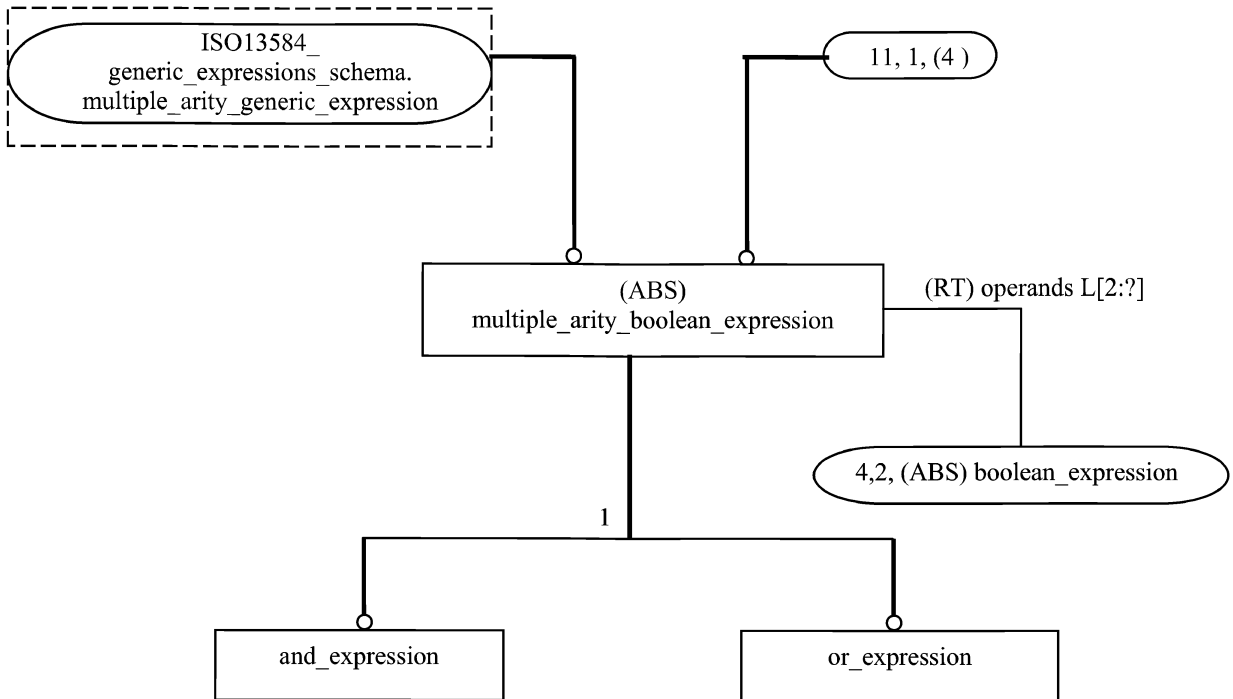 ISO13584_
generic_expressions_schema.
multiple_arity_generic_expression
11, 1, (4 )
(ABS)
multiple_arity_boolean_expression
(RT) operands L[2:?]
4,2, (ABS) boolean_expression
1
and_expression
or_expression